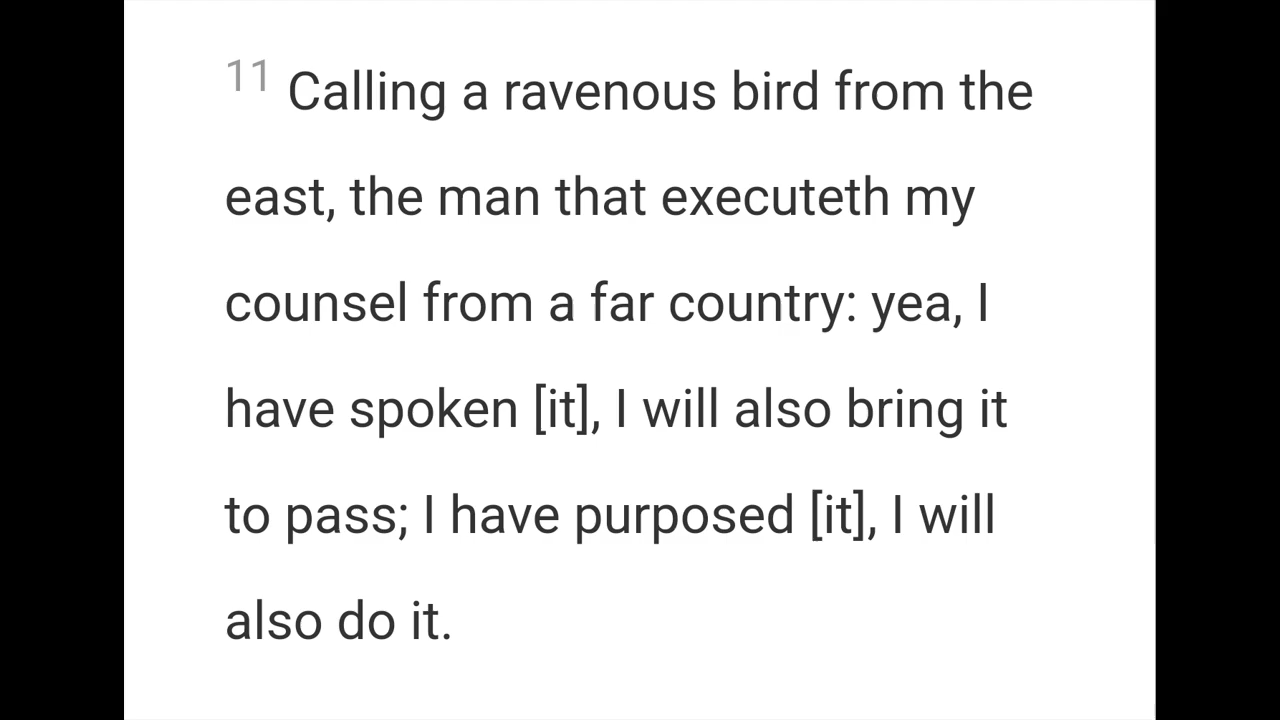 11 Calling a ravenous bird from the
east, the man that executeth my
counsel from a far country: yea, I
have spoken [it], I will also bring it
to pass; I have purposed [it], I will
also do it.